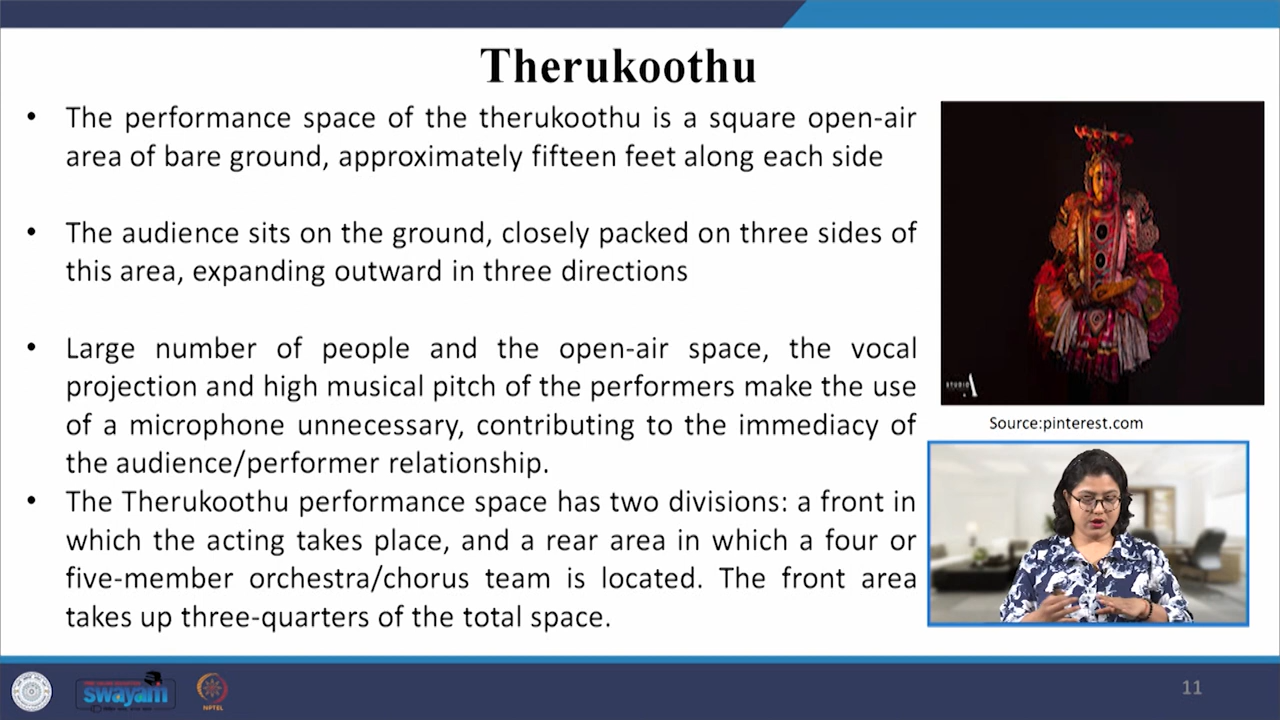 Therukoothu
• The performance space of the therukoothu is a square open-air
area of bare ground, approximately fifteen feet along each side
• The audience sits on the ground, closely packed on three sides of
this area, expanding outward in three directions
• Large number of people and the open-air space, the vocal
projection and high musical pitch of the performers make the use
of a microphone unnecessary, contributing to the immediacy of
the audience/performer relationship.
• The Therukoothu performance space has two divisions: a front in
which the acting takes place, and a rear area in which a four or
five-member orchestra/chorus team is located. The front area
takes up three-quarters of the total space.
STUDIO A
Source:pinterest.com
swayam
NPTEL
11